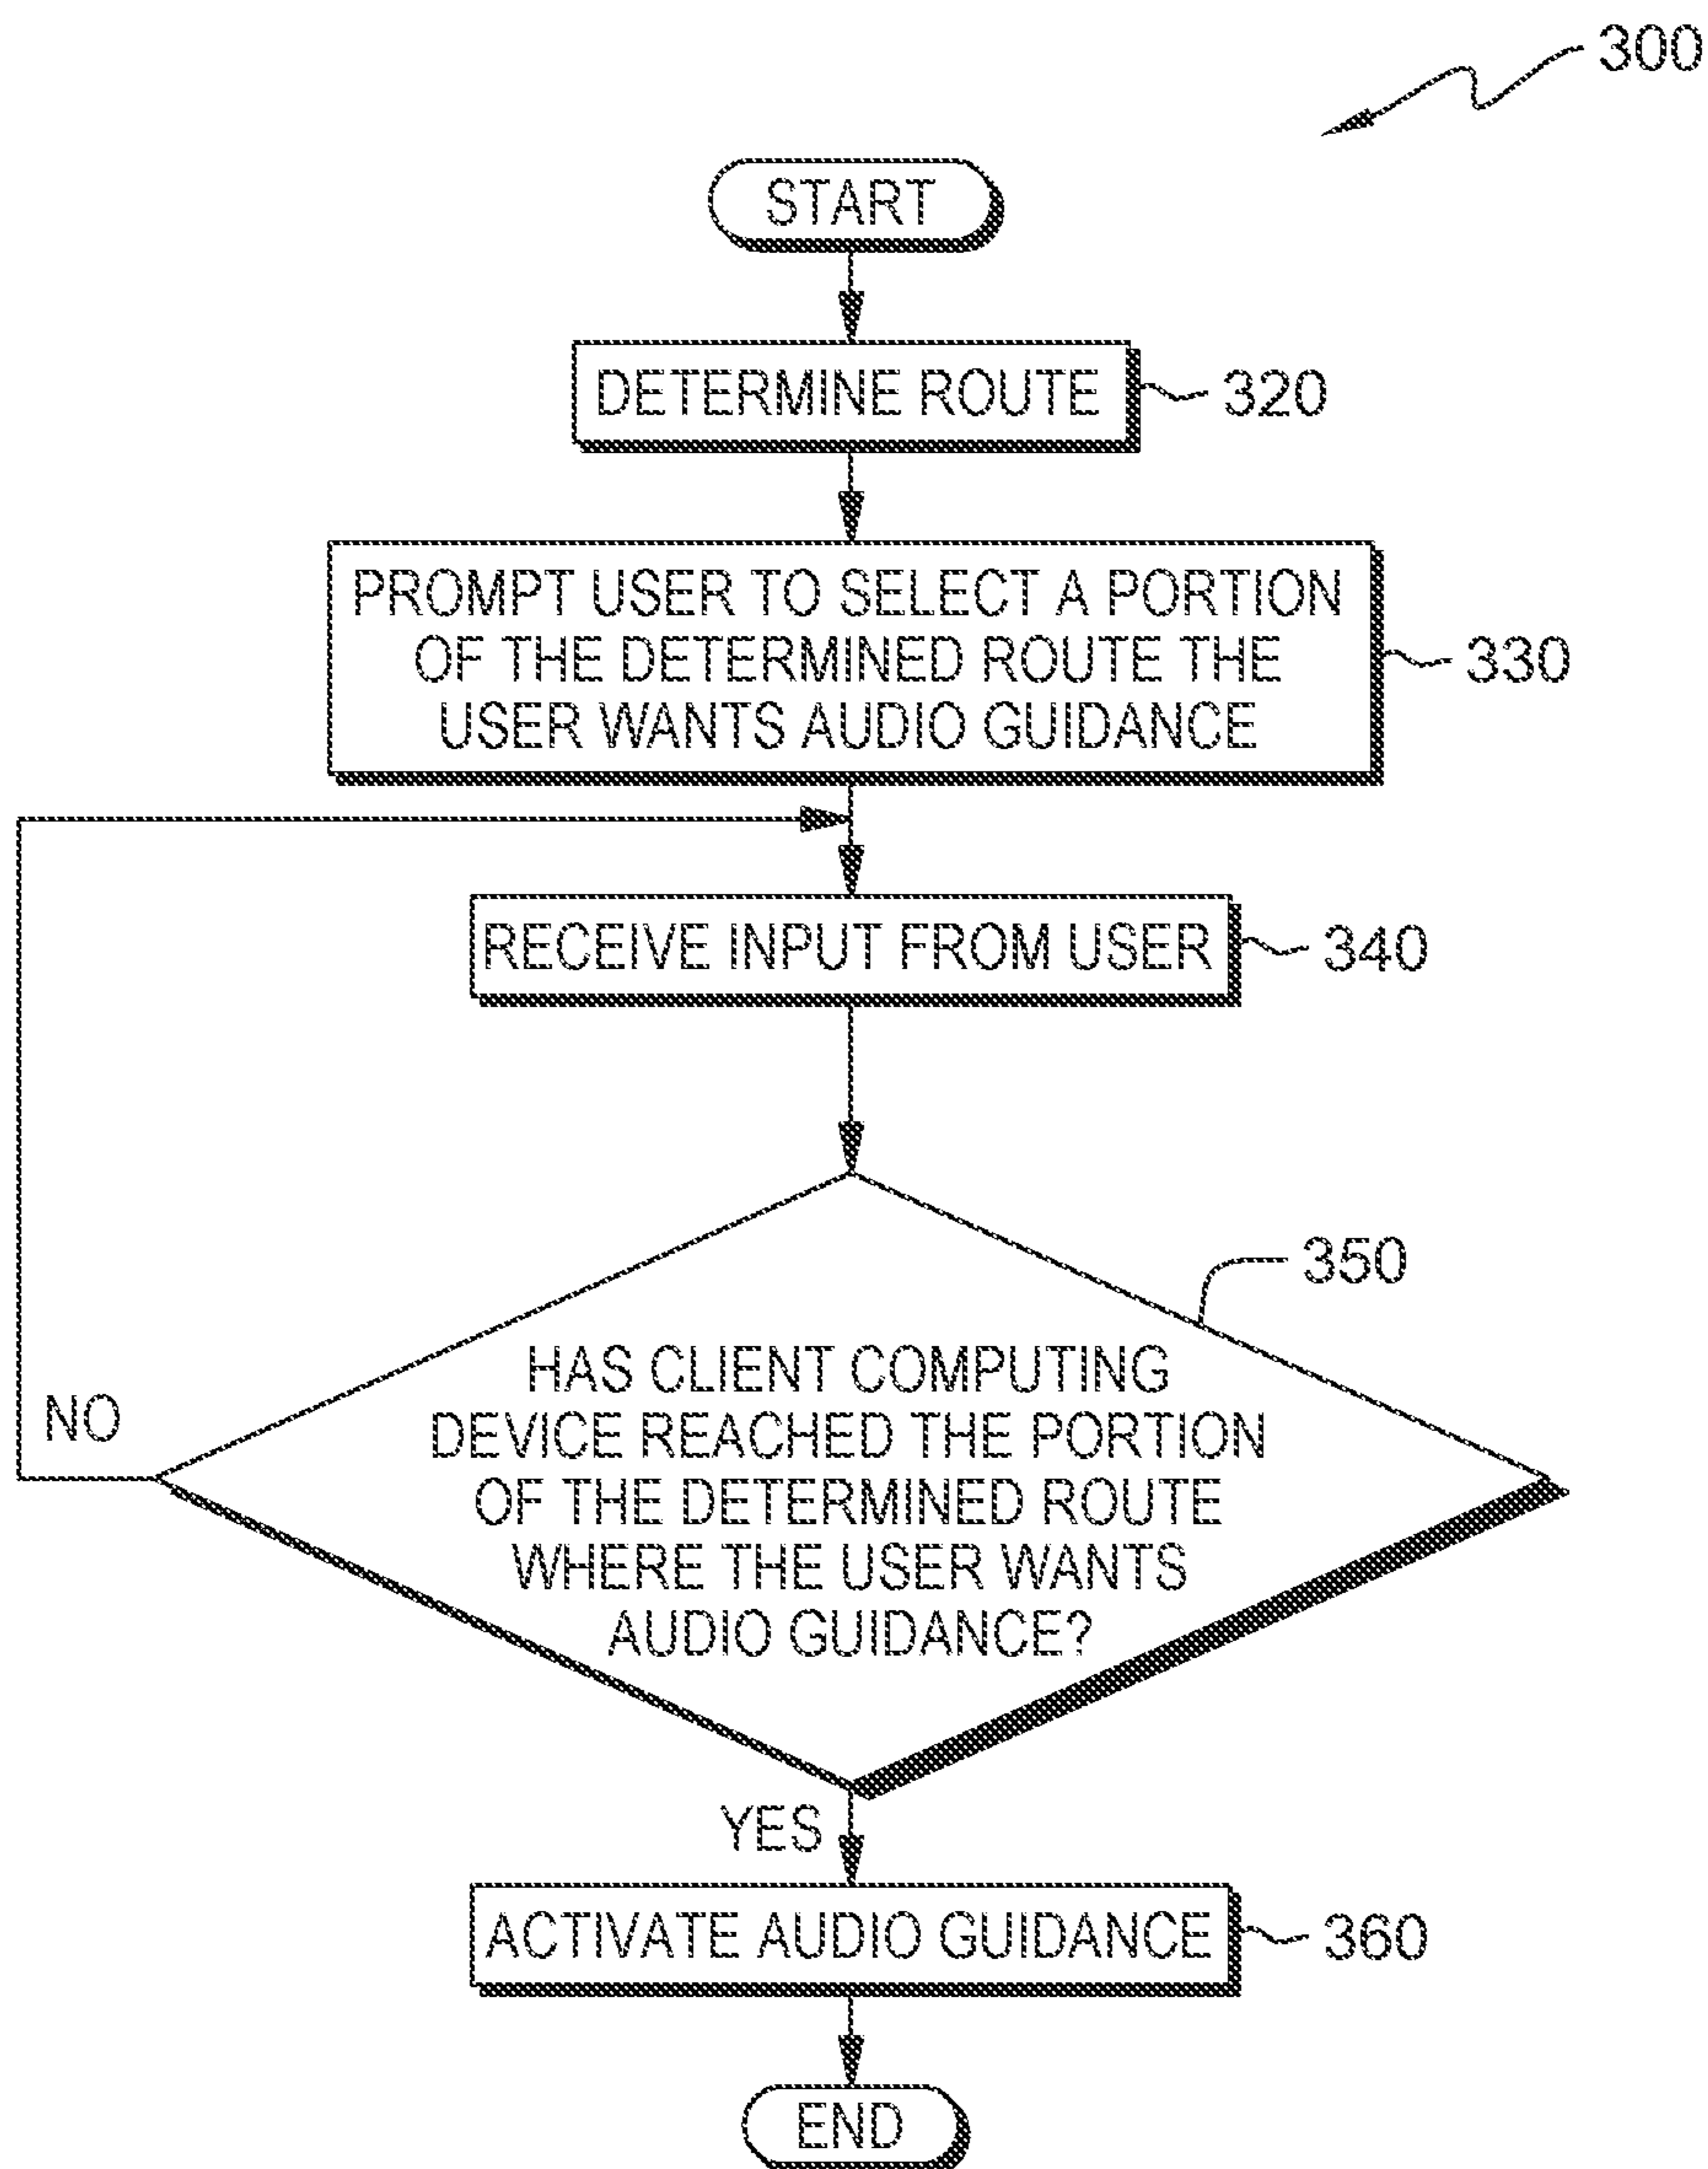 300
START
DETERMINE ROUTE
320
PROMPT USER TO SELECT A PORTION
OF THE DETERMINED ROUTE THE
USER WANTS AUDIO GUIDANCE
330
RECEIVE INPUT FROM USER
340
350
HAS CLIENT COMPUTING
DEVICE REACHED THE PORTION
OF THE DETERMINED ROUTE
WHERE THE USER WANTS
AUDIO GUIDANCE?
NO
YES
ACTIVATE AUDIO GUIDANCE
360
END